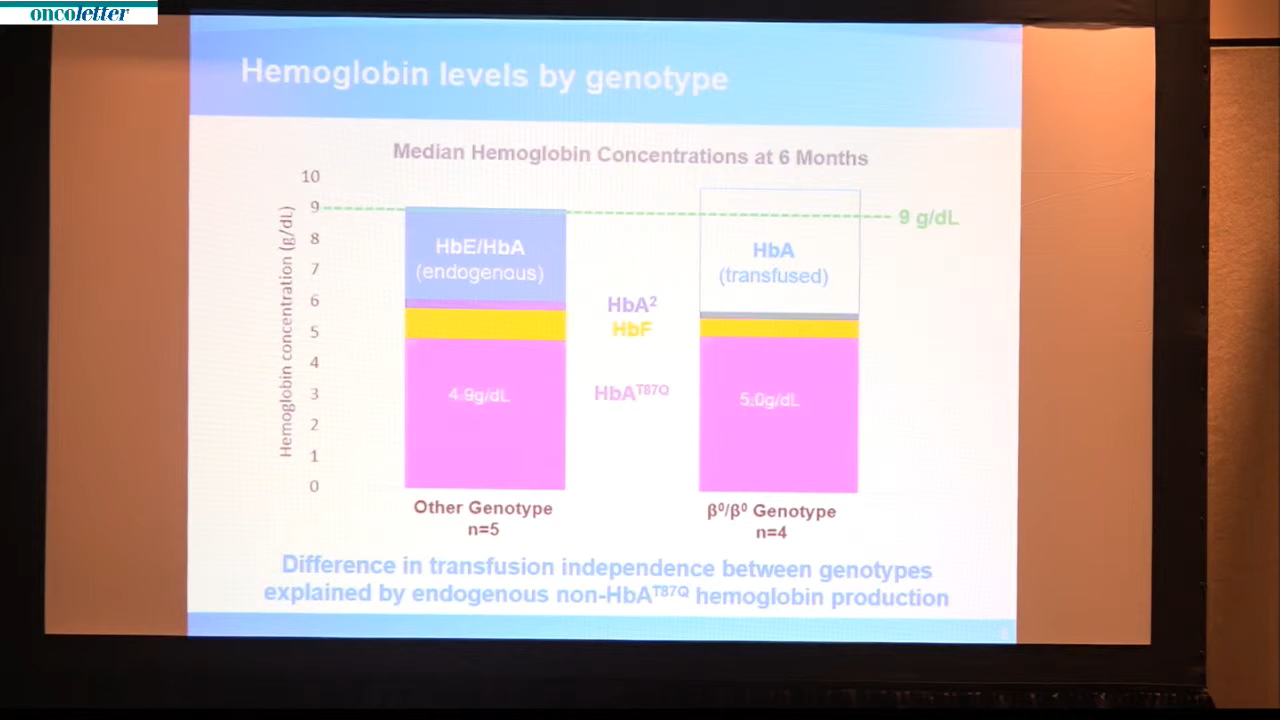 oncoletter
Hemoglobin levels by genotype
Median Hemoglobin Concentrations at 6 Months
Hemoglobin concentration (g/dL)
10
9
8
7
6
5
4
3
2
1
0
9 g/dL
HbE/HbA
(endogenous)
HbA
(transfused)
HbA²
HbF
HbAᵀ⁸⁷Q
4.9g/dL
5.0g/dL
Other Genotype
n=5
β⁰/β⁰ Genotype
n=4
Difference in transfusion independence between genotypes
explained by endogenous non-HbAᵀ⁸⁷Q hemoglobin production